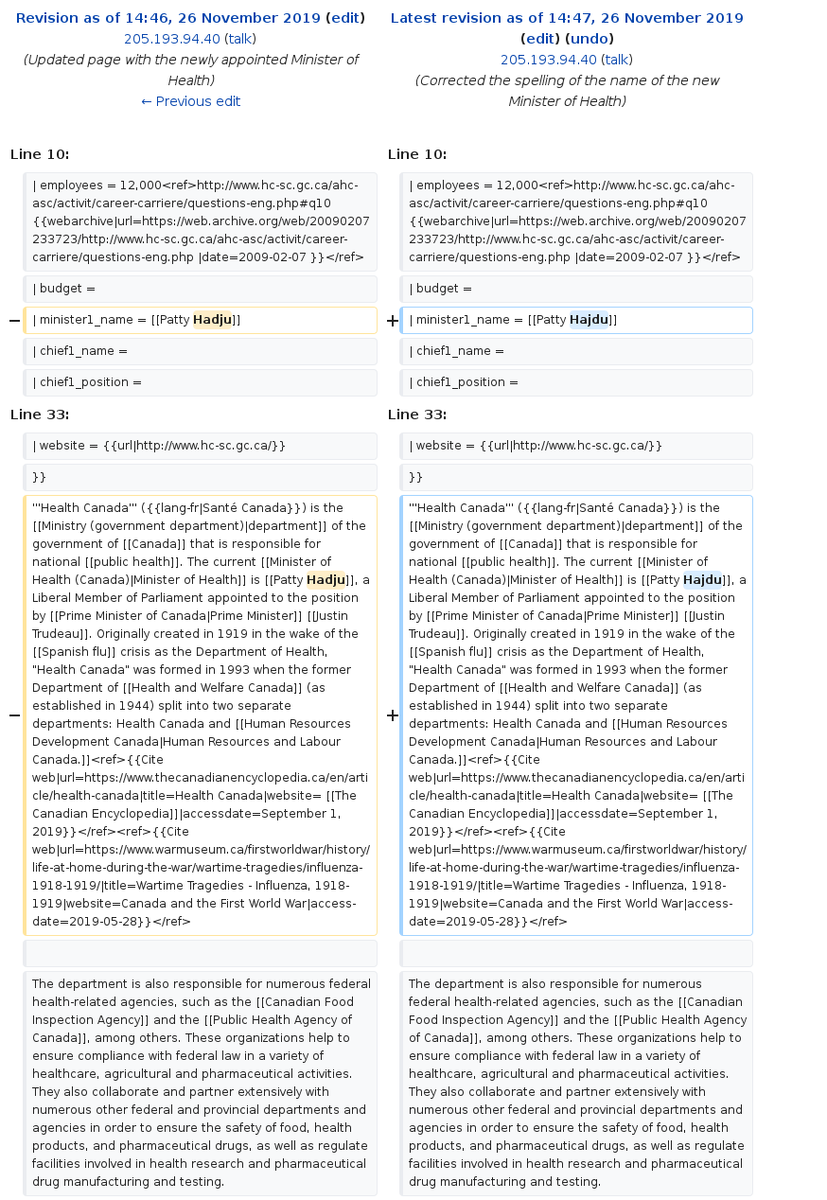 Revision as of 14:46, 26 November 2019 (edit)
205.193.94.40 (talk)
(Updated page with the newly appointed Minister of
Health)
← Previous edit
Latest revision as of 14:47, 26 November 2019
(edit) (undo)
205.193.94.40 (talk)
(Corrected the spelling of the name of the new
Minister of Health)
Line 10:
| employees = 12,000<ref>http://www.hc-sc.gc.ca/ahc-
asc/activit/career-carriere/questions-eng.php#q10
{{webarchive|url=https://web.archive.org/web/20090207
233723/http://www.hc-sc.gc.ca/ahc-asc/activit/career-
carriere/questions-eng.php |date=2009-02-07 }}</ref>
| budget =
− | minister1_name = [[Patty Hadju]]
| chief1_name =
| chief1_position =
Line 10:
| employees = 12,000<ref>http://www.hc-sc.gc.ca/ahc-
asc/activit/career-carriere/questions-eng.php#q10
{{webarchive|url=https://web.archive.org/web/20090207
233723/http://www.hc-sc.gc.ca/ahc-asc/activit/career-
carriere/questions-eng.php |date=2009-02-07 }}</ref>
| budget =
+ | minister1_name = [[Patty Hajdu]]
| chief1_name =
| chief1_position =
Line 33:
| website = {{url|http://www.hc-sc.gc.ca/}}
}}
'''Health Canada''' ({{lang-fr|Santé Canada}}) is the
[[Ministry (government department)|department]] of the
government of [[Canada]] that is responsible for
national [[public health]]. The current [[Minister of
Health (Canada)|Minister of Health]] is [[Patty Hadju]], a
Liberal Member of Parliament appointed to the position
by [[Prime Minister of Canada|Prime Minister]] [[Justin
Trudeau]]. Originally created in 1919 in the wake of the
[[Spanish flu]] crisis as the Department of Health,
"Health Canada" was formed in 1993 when the former
Department of [[Health and Welfare Canada]] (as
− established in 1944) split into two separate
departments: Health Canada and [[Human Resources
Development Canada|Human Resources and Labour
Canada.]]<ref>{{Cite
web|url=https://www.thecanadianencyclopedia.ca/en/arti
cle/health-canada|title=Health Canada|website= [[The
Canadian Encyclopedia]]|accessdate=September 1,
2019}}</ref><ref>{{Cite
web|url=https://www.warmuseum.ca/firstworldwar/history/
life-at-home-during-the-war/wartime-tragedies/influenza-
1918-1919/|title=Wartime Tragedies - Influenza, 1918-
1919|website=Canada and the First World War|access-
date=2019-05-28}}</ref>
The department is also responsible for numerous federal
health-related agencies, such as the [[Canadian Food
Inspection Agency]] and the [[Public Health Agency of
Canada]], among others. These organizations help to
ensure compliance with federal law in a variety of
healthcare, agricultural and pharmaceutical activities.
They also collaborate and partner extensively with
numerous other federal and provincial departments and
agencies in order to ensure the safety of food, health
products, and pharmaceutical drugs, as well as regulate
facilities involved in health research and pharmaceutical
drug manufacturing and testing.
Line 33:
| website = {{url|http://www.hc-sc.gc.ca/}}
}}
'''Health Canada''' ({{lang-fr|Santé Canada}}) is the
[[Ministry (government department)|department]] of the
government of [[Canada]] that is responsible for
national [[public health]]. The current [[Minister of
Health (Canada)|Minister of Health]] is [[Patty Hajdu]], a
Liberal Member of Parliament appointed to the position
by [[Prime Minister of Canada|Prime Minister]] [[Justin
Trudeau]]. Originally created in 1919 in the wake of the
[[Spanish flu]] crisis as the Department of Health,
"Health Canada" was formed in 1993 when the former
Department of [[Health and Welfare Canada]] (as
+ established in 1944) split into two separate
departments: Health Canada and [[Human Resources
Development Canada|Human Resources and Labour
Canada.]]<ref>{{Cite
web|url=https://www.thecanadianencyclopedia.ca/en/arti
cle/health-canada|title=Health Canada|website= [[The
Canadian Encyclopedia]]|accessdate=September 1,
2019}}</ref><ref>{{Cite
web|url=https://www.warmuseum.ca/firstworldwar/history/
life-at-home-during-the-war/wartime-tragedies/influenza-
1918-1919/|title=Wartime Tragedies - Influenza, 1918-
1919|website=Canada and the First World War|access-
date=2019-05-28}}</ref>
The department is also responsible for numerous
federal health-related agencies, such as the [[Canadian
Food Inspection Agency]] and the [[Public Health Agency
of Canada]], among others. These organizations help to
ensure compliance with federal law in a variety of
healthcare, agricultural and pharmaceutical activities.
They also collaborate and partner extensively with
numerous other federal and provincial departments and
agencies in order to ensure the safety of food, health
products, and pharmaceutical drugs, as well as regulate
facilities involved in health research and pharmaceutical
drug manufacturing and testing.